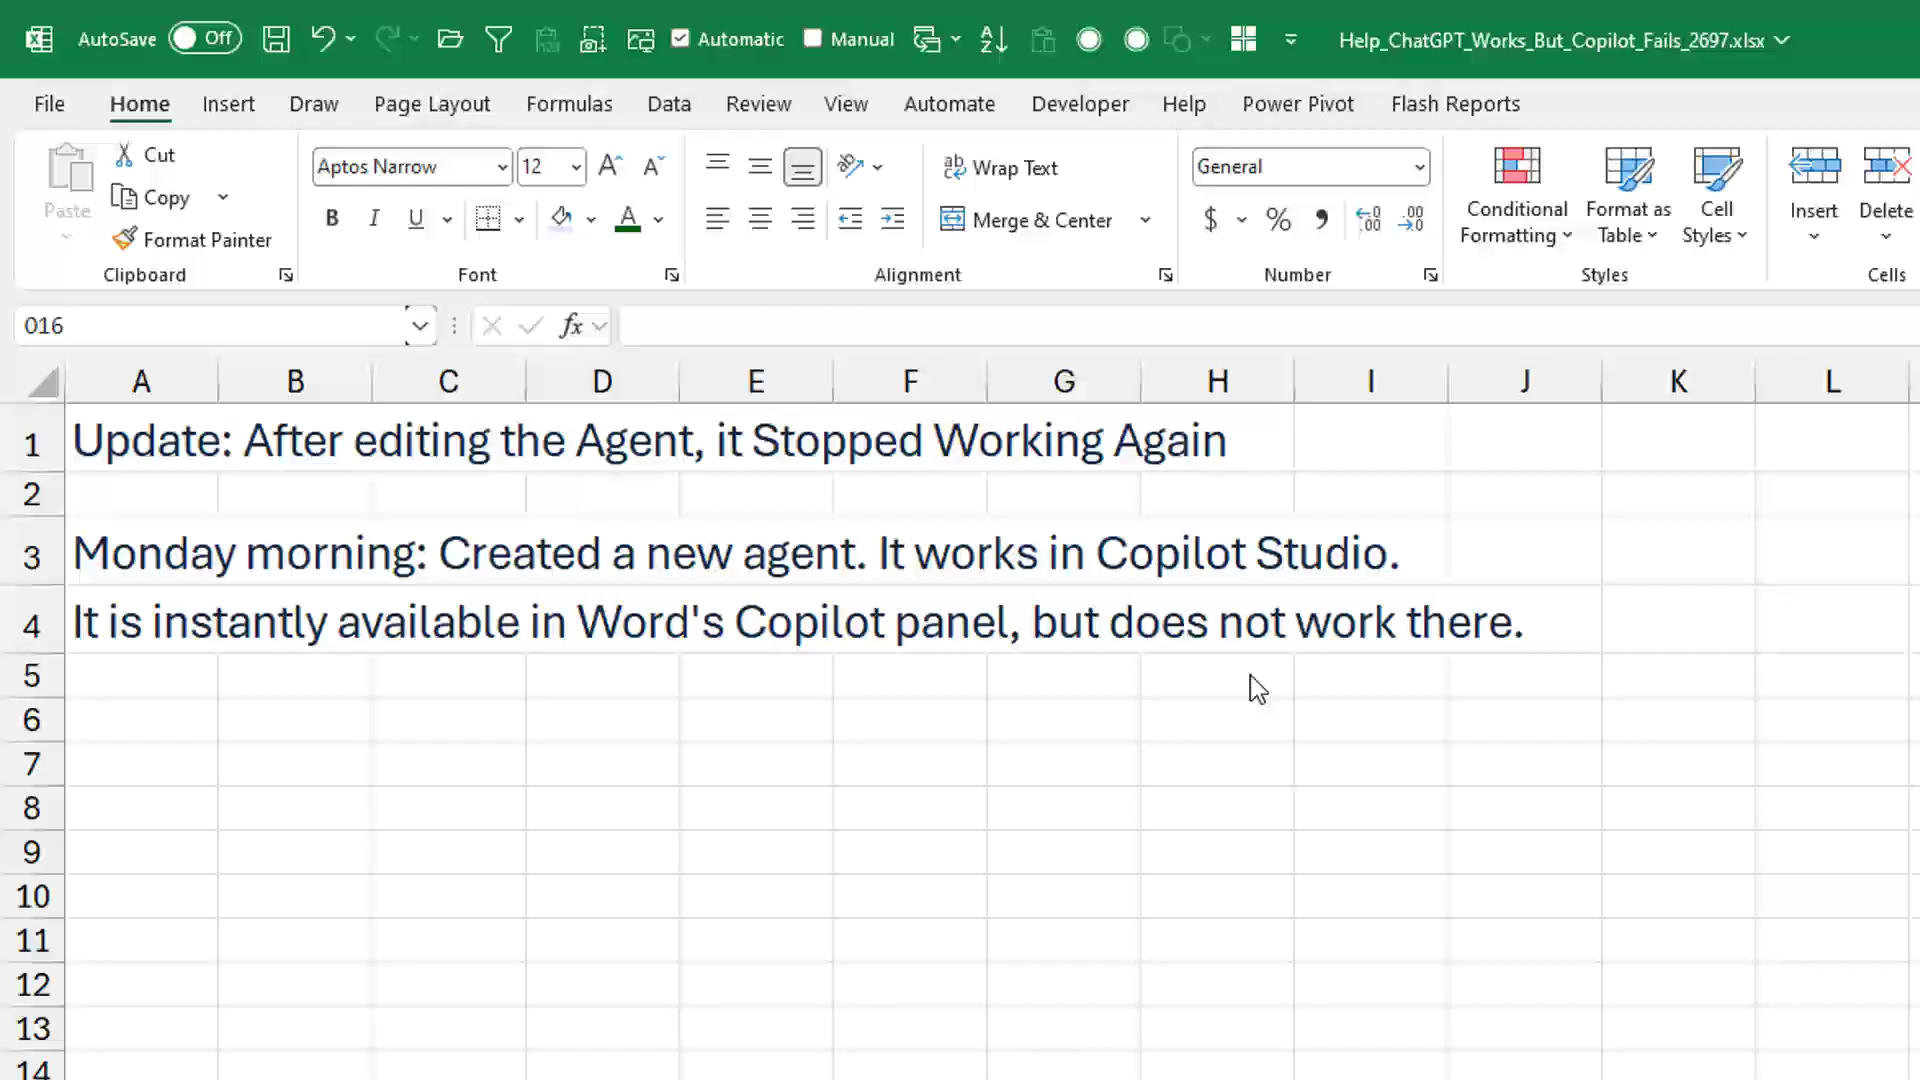 AutoSave Off Automatic Manual Help_ChatGPT_Works_But_Copilot_Fails_2697.xlsx
File Home Insert Draw Page Layout Formulas Data Review View Automate Developer Help Power Pivot Flash Reports
Paste
Cut
Copy
Format Painter
Clipboard
Aptos Narrow 12
B I U A
Font
Wrap Text
Merge & Center
Alignment
General
$ % ,
Number
Conditional Formatting
Format as Table
Cell Styles
Styles
Insert
Delete
Cells
O16
fx
A B C D E F G H I J K L
1 Update: After editing the Agent, it Stopped Working Again
2
3 Monday morning: Created a new agent. It works in Copilot Studio.
4 It is instantly available in Word's Copilot panel, but does not work there.
5
6
7
8
9
10
11
12
13
14